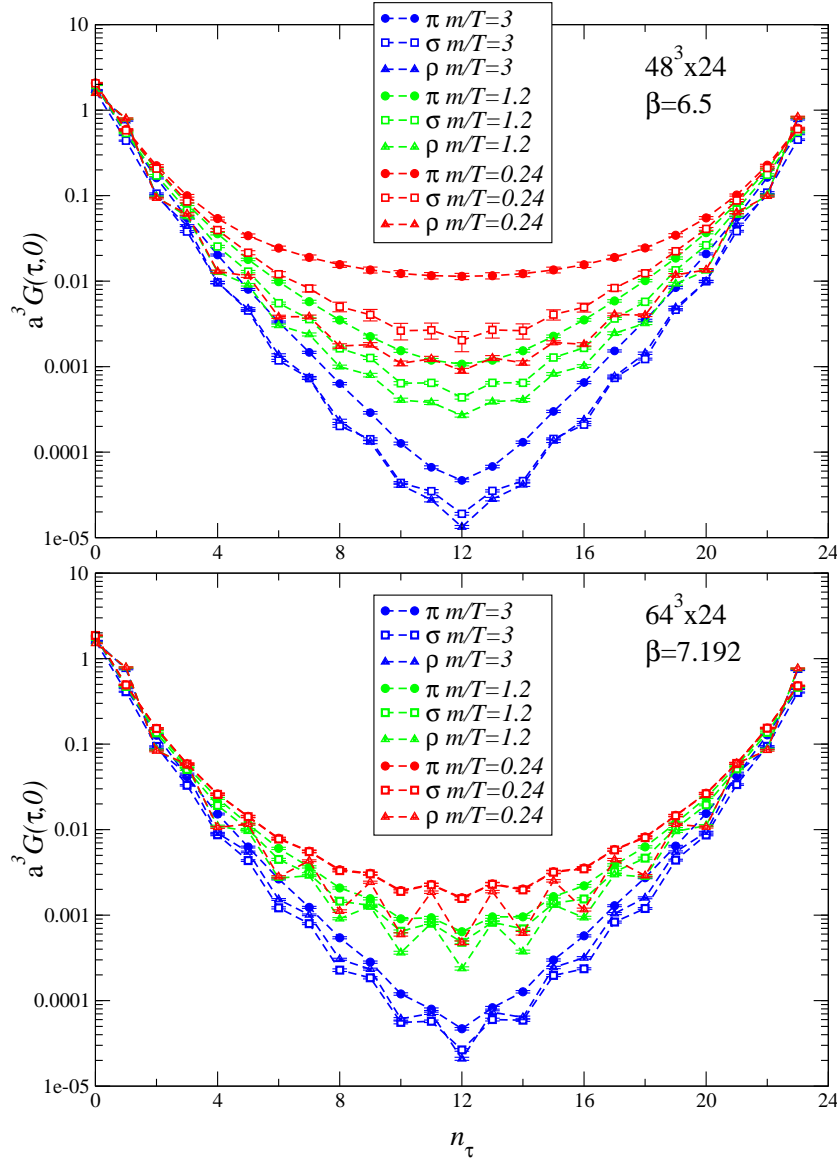 10
1
0.1
0.01
0.001
0.0001
1e-05
a³G(τ,0)
π m/T=3
σ m/T=3
ρ m/T=3
π m/T=1.2
σ m/T=1.2
ρ m/T=1.2
π m/T=0.24
σ m/T=0.24
ρ m/T=0.24
48³x24
β=6.5
0 4 8 12 16 20 24
10
1
0.1
0.01
0.001
0.0001
1e-05
a³G(τ,0)
π m/T=3
σ m/T=3
ρ m/T=3
π m/T=1.2
σ m/T=1.2
ρ m/T=1.2
π m/T=0.24
σ m/T=0.24
ρ m/T=0.24
64³x24
β=7.192
0 4 8 12 16 20 24
n_τ